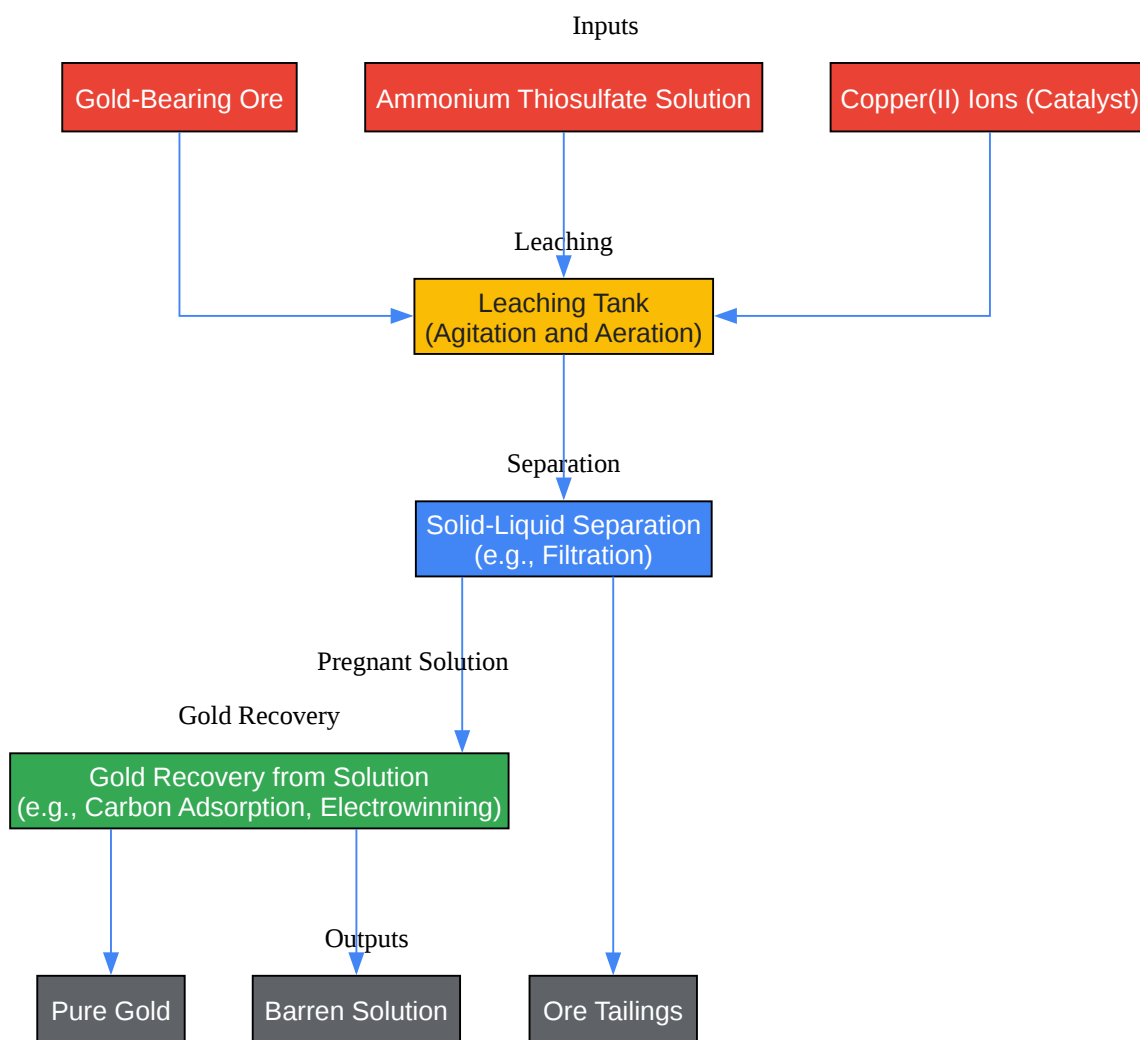 Inputs
Gold-Bearing Ore
Ammonium Thiosulfate Solution
Copper(II) Ions (Catalyst)
Leaching
Leaching Tank
(Agitation and Aeration)
Separation
Solid-Liquid Separation
(e.g., Filtration)
Pregnant Solution
Gold Recovery
Gold Recovery from Solution
(e.g., Carbon Adsorption, Electrowinning)
Outputs
Pure Gold
Barren Solution
Ore Tailings